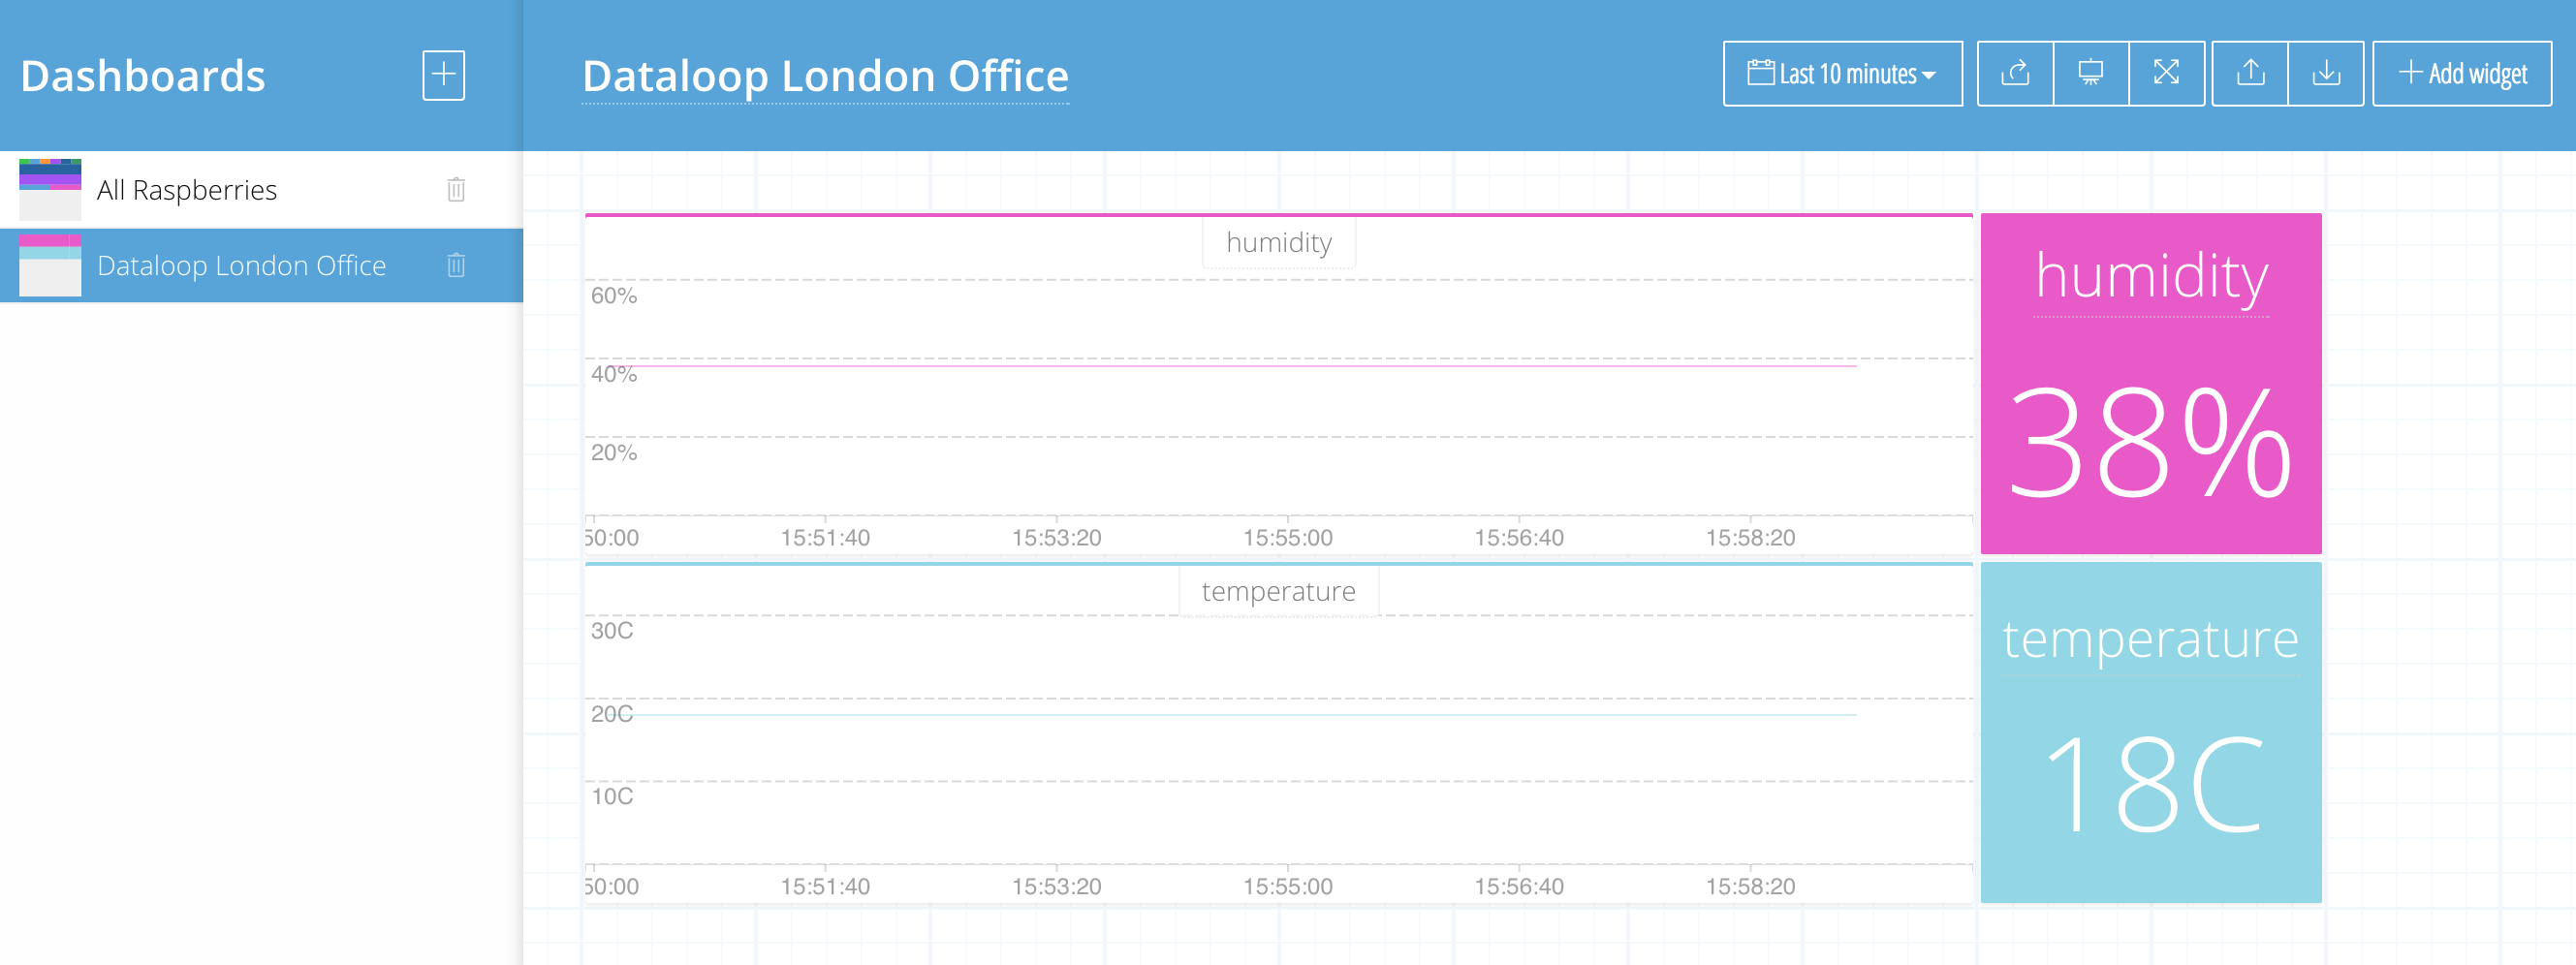 Dashboards
Dataloop London Office
Last 10 minutes
Add widget
All Raspberries
Dataloop London Office
humidity
60%
40%
20%
50:00 15:51:40 15:53:20 15:55:00 15:56:40 15:58:20
humidity
38%
temperature
30C
20C
10C
50:00 15:51:40 15:53:20 15:55:00 15:56:40 15:58:20
temperature
18C